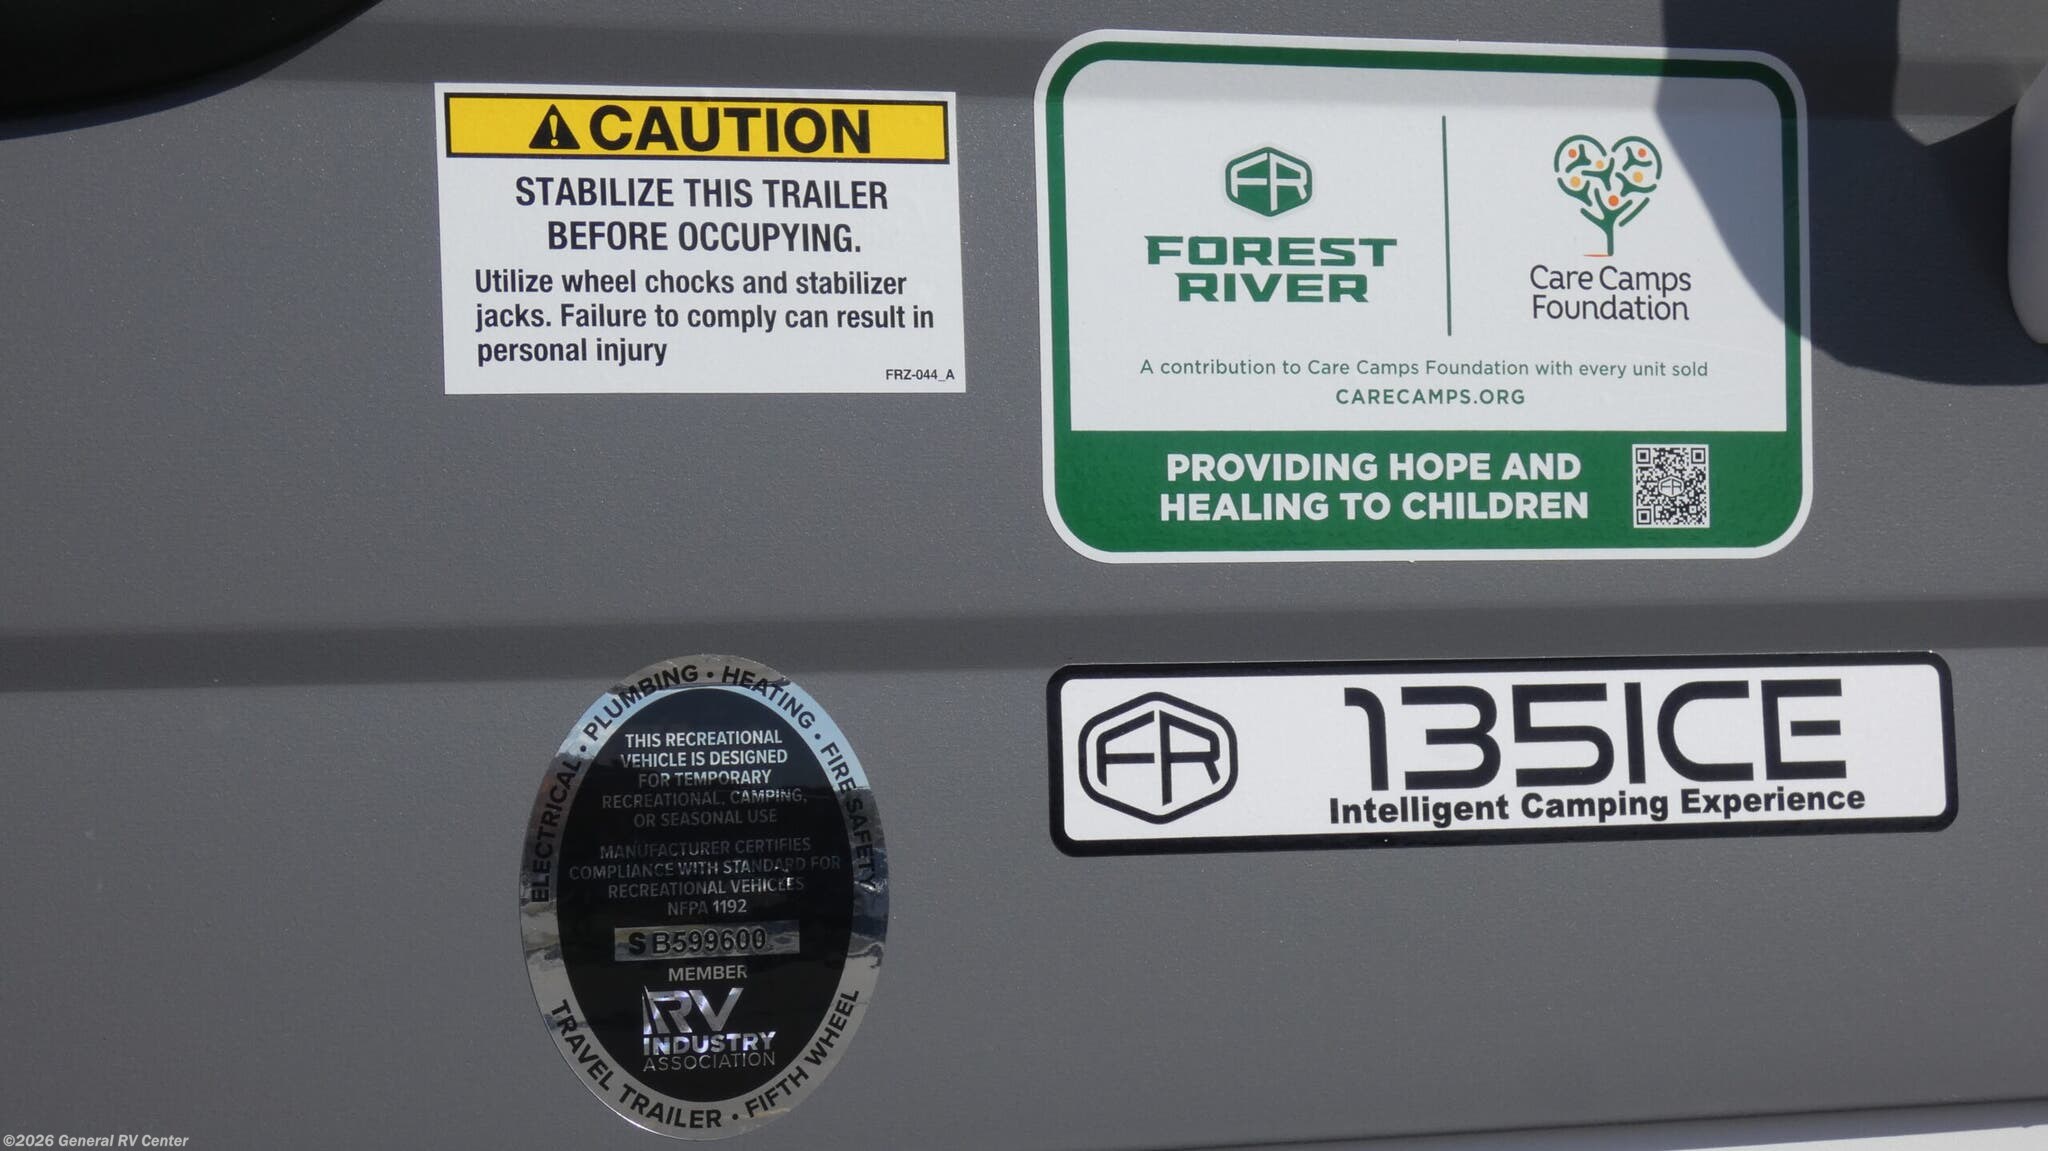 CAUTION
STABILIZE THIS TRAILER
BEFORE OCCUPYING.
Utilize wheel chocks and stabilizer
jacks. Failure to comply can result in
personal injury
FRZ-044_A
FR
FOREST
RIVER
Care Camps
Foundation
A contribution to Care Camps Foundation with every unit sold
CARECAMPS.ORG
PROVIDING HOPE AND
HEALING TO CHILDREN
FR
ELECTRICAL • PLUMBING • HEATING • FIRE SAFETY
THIS RECREATIONAL
VEHICLE IS DESIGNED
FOR TEMPORARY
RECREATIONAL, CAMPING,
OR SEASONAL USE
MANUFACTURER CERTIFIES
COMPLIANCE WITH STANDARD FOR
RECREATIONAL VEHICLES
NFPA 1192
SB599600
MEMBER
RV
INDUSTRY
ASSOCIATION
TRAVEL TRAILER • FIFTH WHEEL
FR
135ICE
Intelligent Camping Experience
©2026 General RV Center